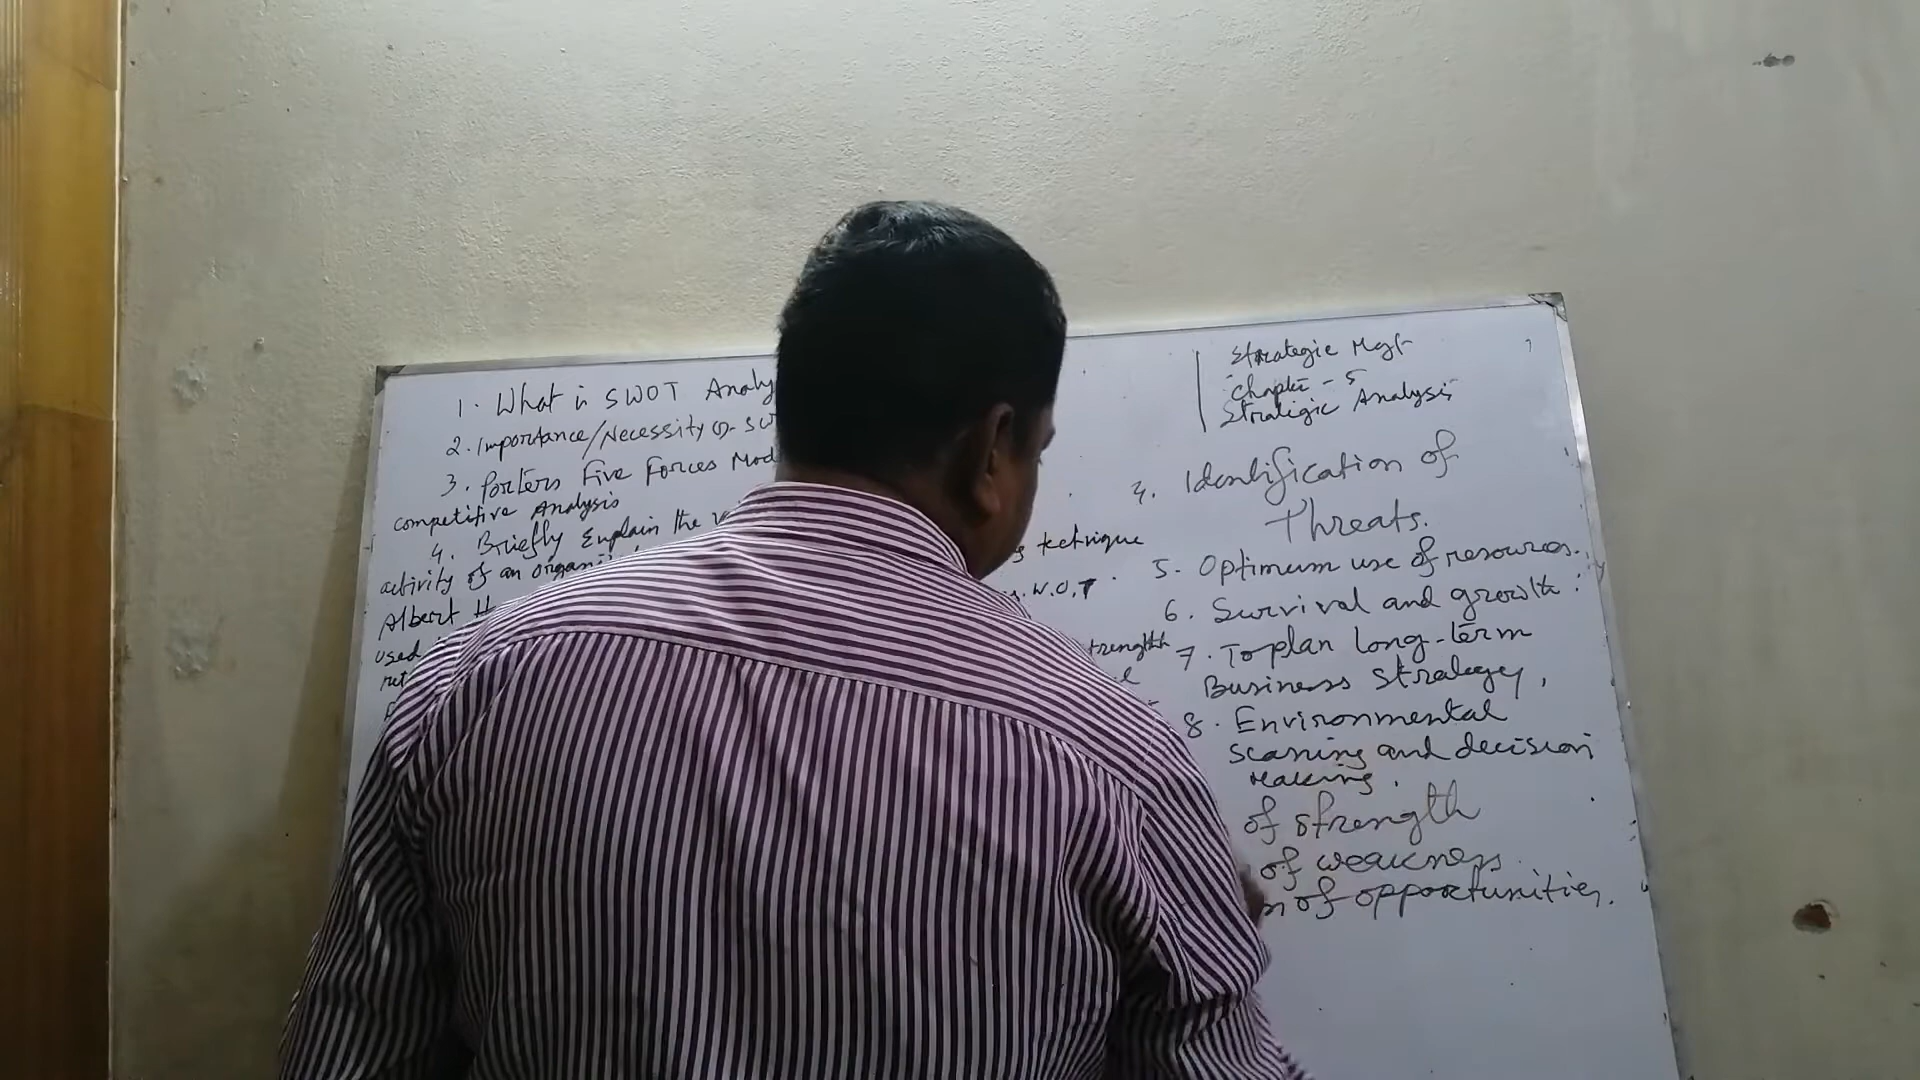 1. What is SWOT Analy
2. Importance/Necessity of SW
3. Porters Five Forces Mod
competitive Analysis
4. Briefly Explain the
activity of an organi
Albert H
used
technique
W.O.T
strength
Strategic Mgt
Chapter - 5
Strategic Analysis
4. Identification of
Threats.
5. Optimum use of resources.
6. Survival and growth:
7. To plan long-term
Business Strategy,
8. Environmental
Scaning and decision
Making.
of strength
of weakness
n of opportunities.